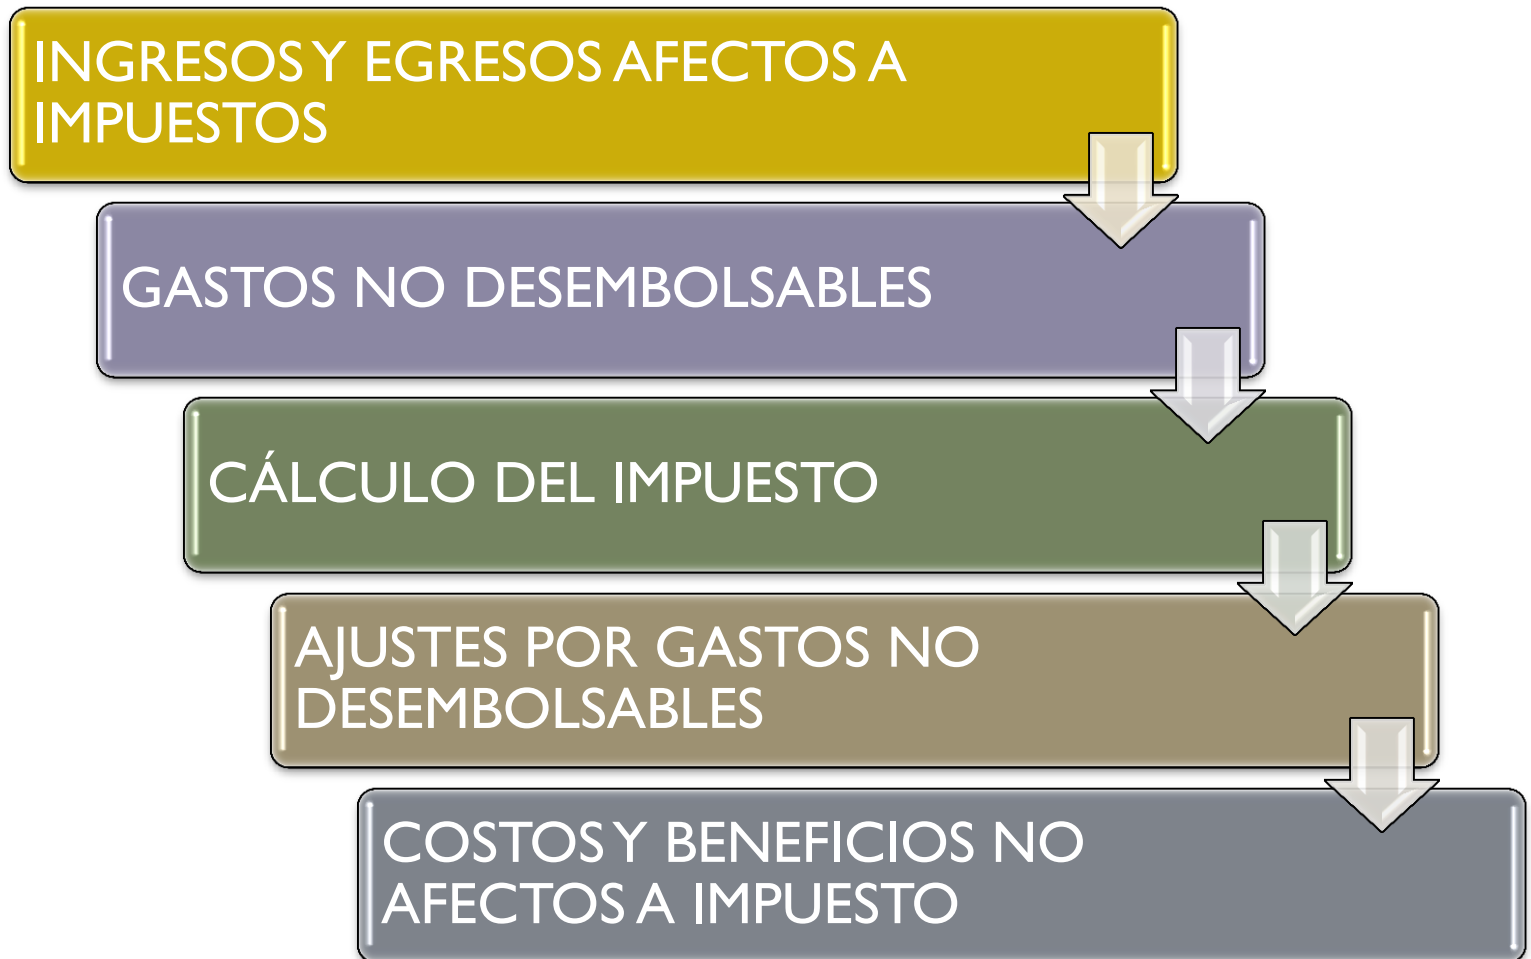 INGRESOS Y EGRESOS AFECTOS A
IMPUESTOS
GASTOS NO DESEMBOLSABLES
CÁLCULO DEL IMPUESTO
AJUSTES POR GASTOS NO
DESEMBOLSABLES
COSTOS Y BENEFICIOS NO
AFECTOS A IMPUESTO